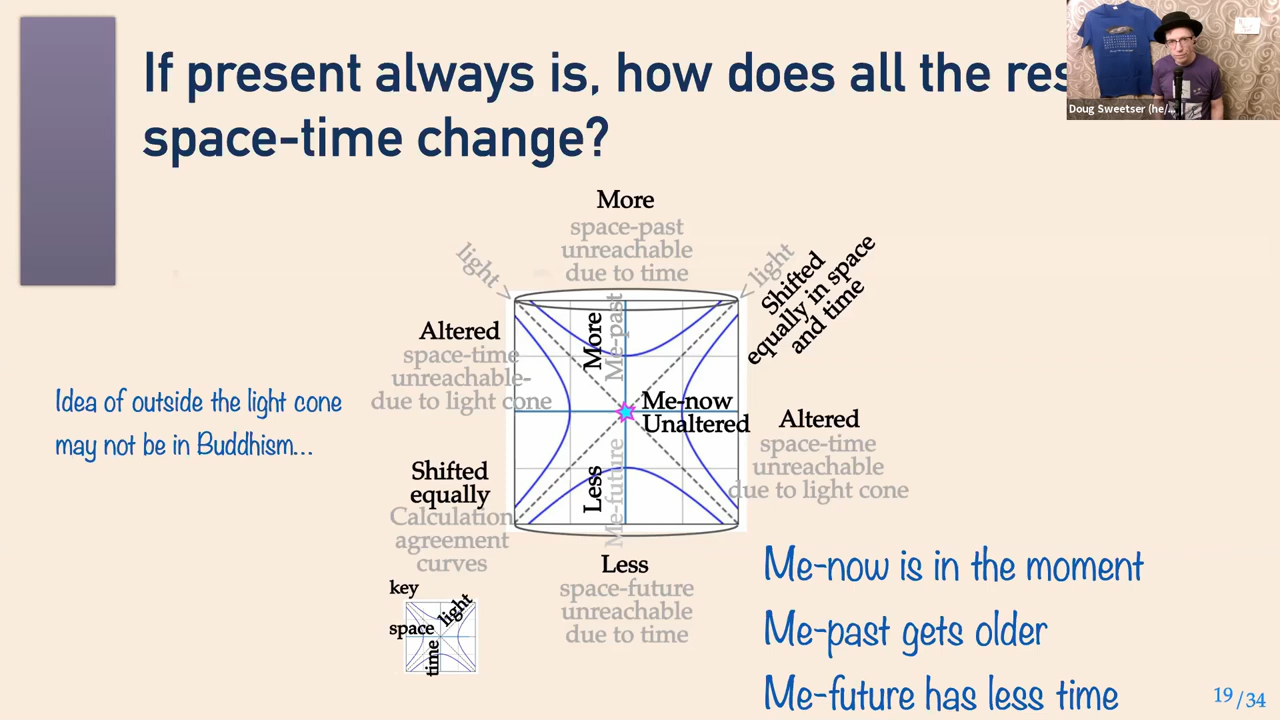 If present always is, how does all the res
space-time change?
Doug Sweetser (he/...
More
space-past
unreachable
due to time
light >
< light
Shifted
equally in space
and time
Altered
space-time
unreachable-
due to light cone
More
Me-past
Me-now
Unaltered
Idea of outside the light cone
may not be in Buddhism...
Altered
space-time
unreachable
due to light cone
Less
Me-future
Shifted
equally
Calculation
agreement
curves
Less
space-future
unreachable
due to time
key
space
light
time
Me-now is in the moment
Me-past gets older
Me-future has less time
19/34